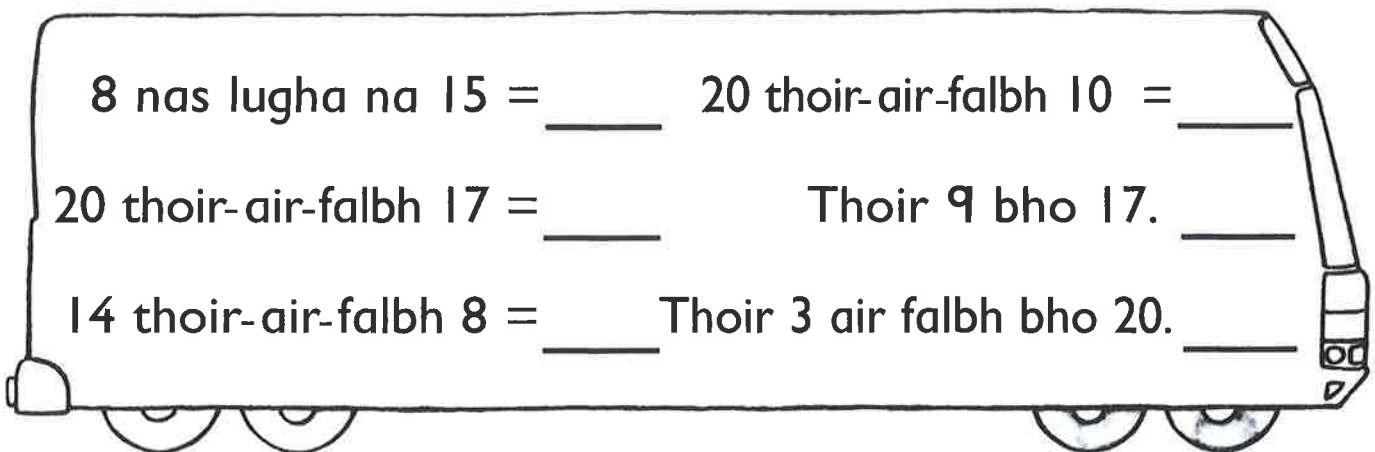 8 nas lugha na 15 = ____ 20 thoir-air-falbh 10 = ____
20 thoir-air-falbh 17 = ____ Thoir 9 bho 17. ____
14 thoir-air-falbh 8 = ____ Thoir 3 air falbh bho 20. ____